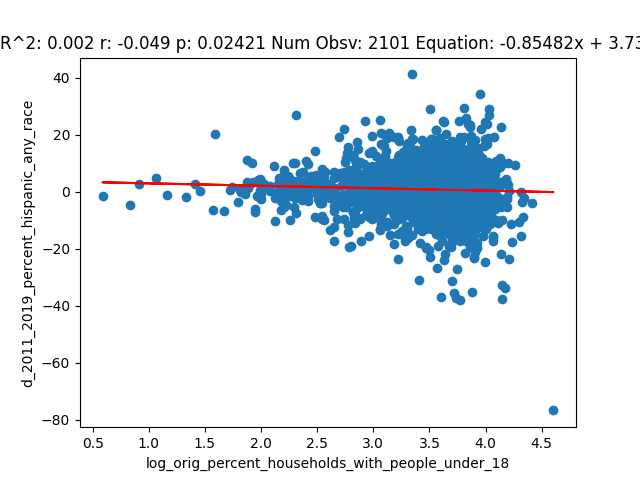 R^2: 0.002 r: -0.049 p: 0.02421 Num Obsv: 2101 Equation: -0.85482x + 3.73
40
20
0
−20
−40
−60
−80
d_2011_2019_percent_hispanic_any_race
0.5 1.0 1.5 2.0 2.5 3.0 3.5 4.0 4.5
log_orig_percent_households_with_people_under_18